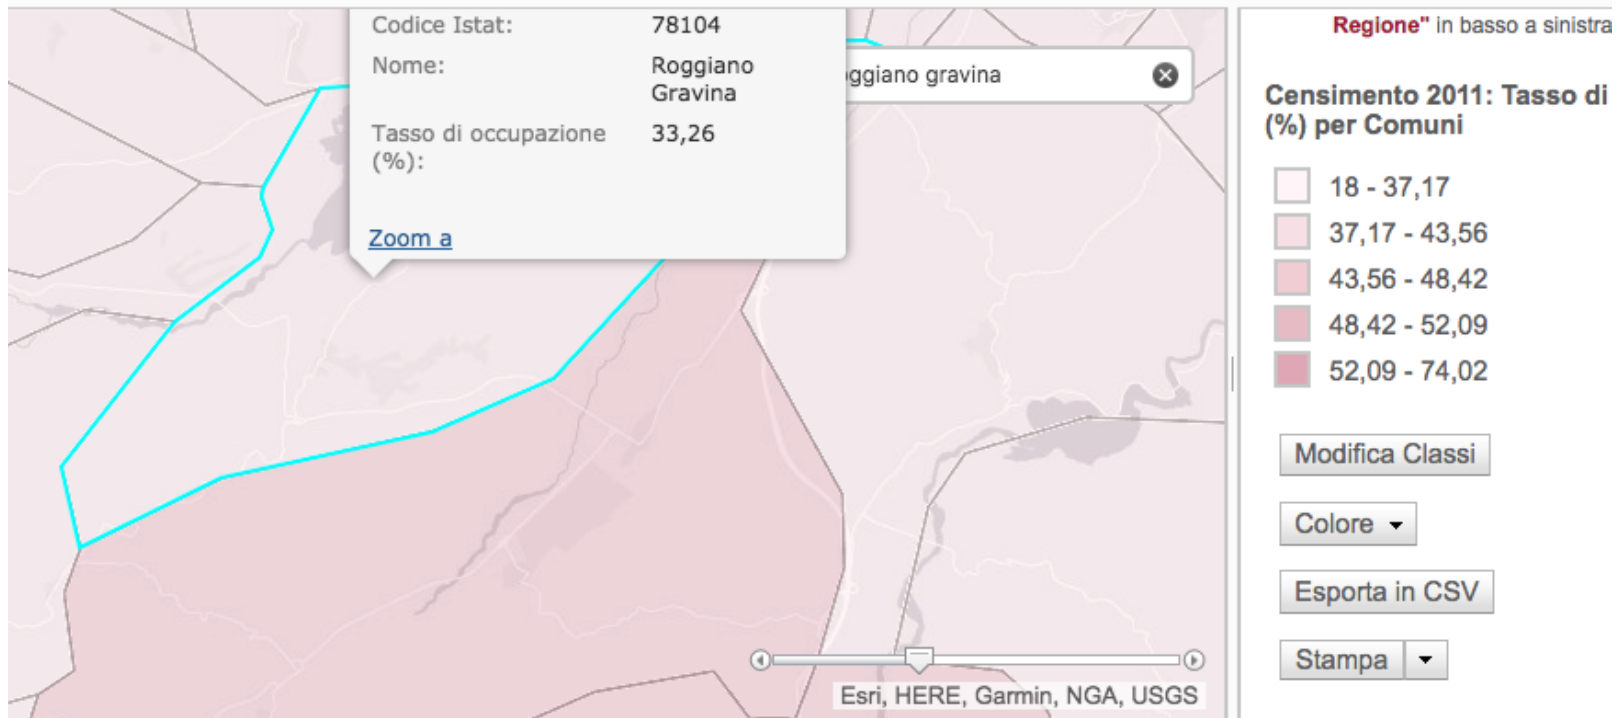 Codice Istat: 78104
Nome: Roggiano
Gravina
Tasso di occupazione 33,26
(%):
Zoom a
ggiano gravina
Esri, HERE, Garmin, NGA, USGS
Regione" in basso a sinistra
Censimento 2011: Tasso di
(%) per Comuni
18 - 37,17
37,17 - 43,56
43,56 - 48,42
48,42 - 52,09
52,09 - 74,02
Modifica Classi
Colore
Esporta in CSV
Stampa